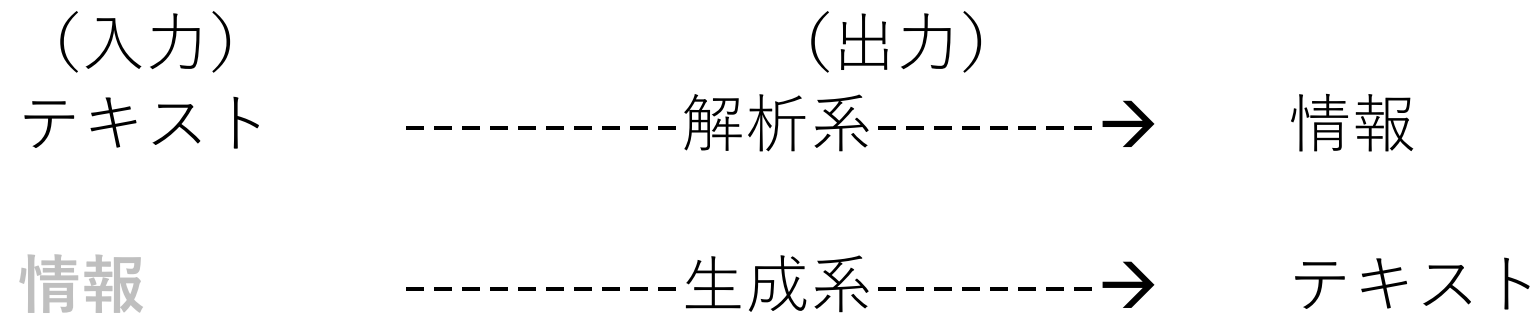 （入力） （出力）
テキスト ----------解析系--------→ 情報
情報 ----------生成系--------→ テキスト